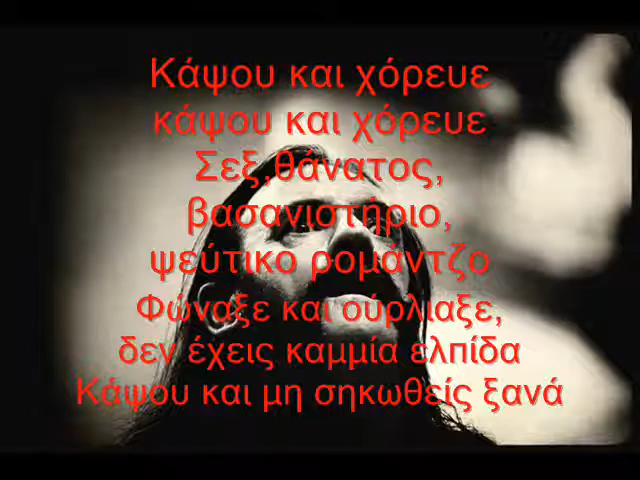 Κάψου και χόρευε
κάψου και χόρευε
Σεξ,θάνατος,
βασανιστήριο,
ψεύτικο ρομαντζο
Φώναξε και ούρλιαξε,
δεν έχεις καμμία ελπίδα
Κάψου και μη σηκωθείς ξανά